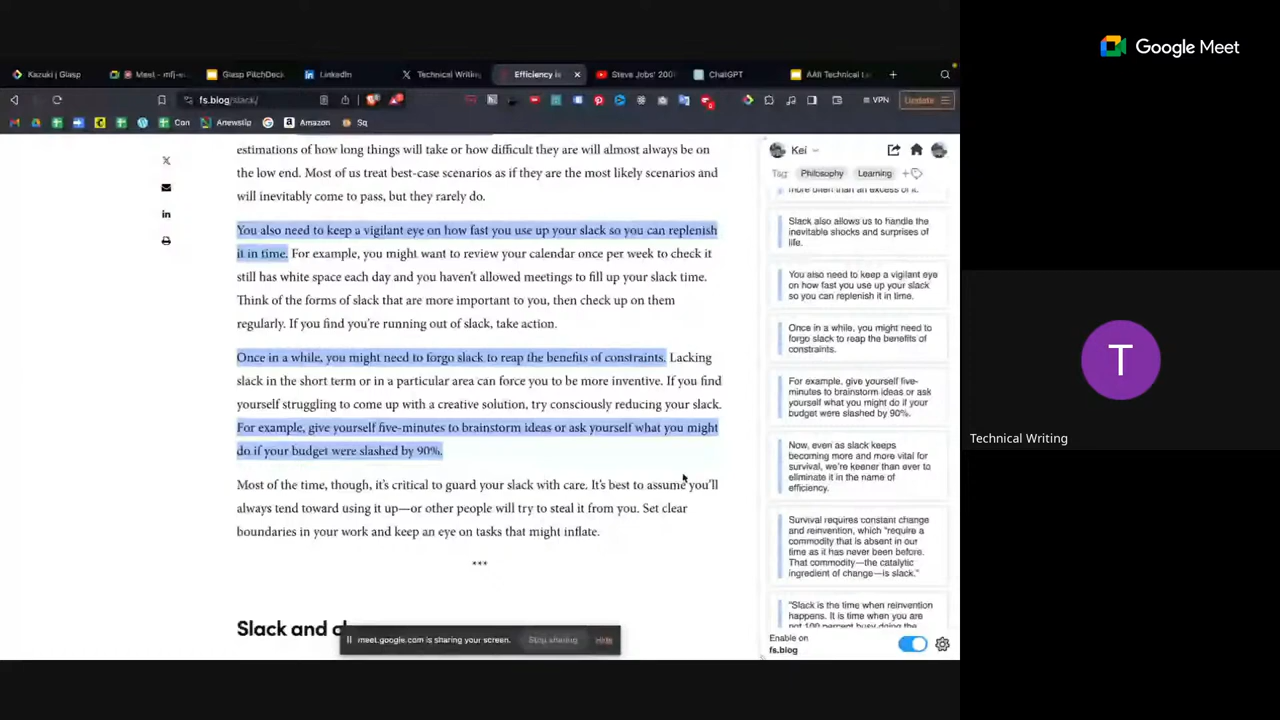 Google Meet
Kazuki | Glasp
Meet - mfj-
Glasp PitchDeck
LinkedIn
Technical Writing
Efficiency is
Steve Jobs' 200
ChatGPT
fs.blog/slack/
VPN
Update
Anewstip
Amazon
Sq
estimations of how long things will take or how difficult they are will almost always be on
the low end. Most of us treat best-case scenarios as if they are the most likely scenarios and
will inevitably come to pass, but they rarely do.
You also need to keep a vigilant eye on how fast you use up your slack so you can replenish
it in time. For example, you might want to review your calendar once per week to check it
still has white space each day and you haven't allowed meetings to fill up your slack time.
Think of the forms of slack that are more important to you, then check up on them
regularly. If you find you're running out of slack, take action.
Once in a while, you might need to forgo slack to reap the benefits of constraints. Lacking
slack in the short term or in a particular area can force you to be more inventive. If you find
yourself struggling to come up with a creative solution, try consciously reducing your slack.
For example, give yourself five-minutes to brainstorm ideas or ask yourself what you might
do if your budget were slashed by 90%.
Most of the time, though, it's critical to guard your slack with care. It's best to assume you'll
always tend toward using it up—or other people will try to steal it from you. Set clear
boundaries in your work and keep an eye on tasks that might inflate.
***
Slack and
meet.google.com is sharing your screen.
Stop sharing
Hide
Kei
Tag:
Philosophy
Learning
more often than an excess of it.
Slack also allows us to handle the
inevitable shocks and surprises of
life.
You also need to keep a vigilant eye
on how fast you use up your slack
so you can replenish it in time.
Once in a while, you might need to
forgo slack to reap the benefits of
constraints.
For example, give yourself five-
minutes to brainstorm ideas or ask
yourself what you might do if your
budget were slashed by 90%.
Now, even as slack keeps
becoming more and more vital for
survival, we're keener than ever to
eliminate it in the name of
efficiency.
Survival requires constant change
and reinvention, which "require a
commodity that is absent in our
time as it has never been before.
That commodity—the catalytic
ingredient of change—is slack."
"Slack is the time when reinvention
happens. It is time when you are
not 100 percent busy doing the
Enable on
fs.blog
T
Technical Writing